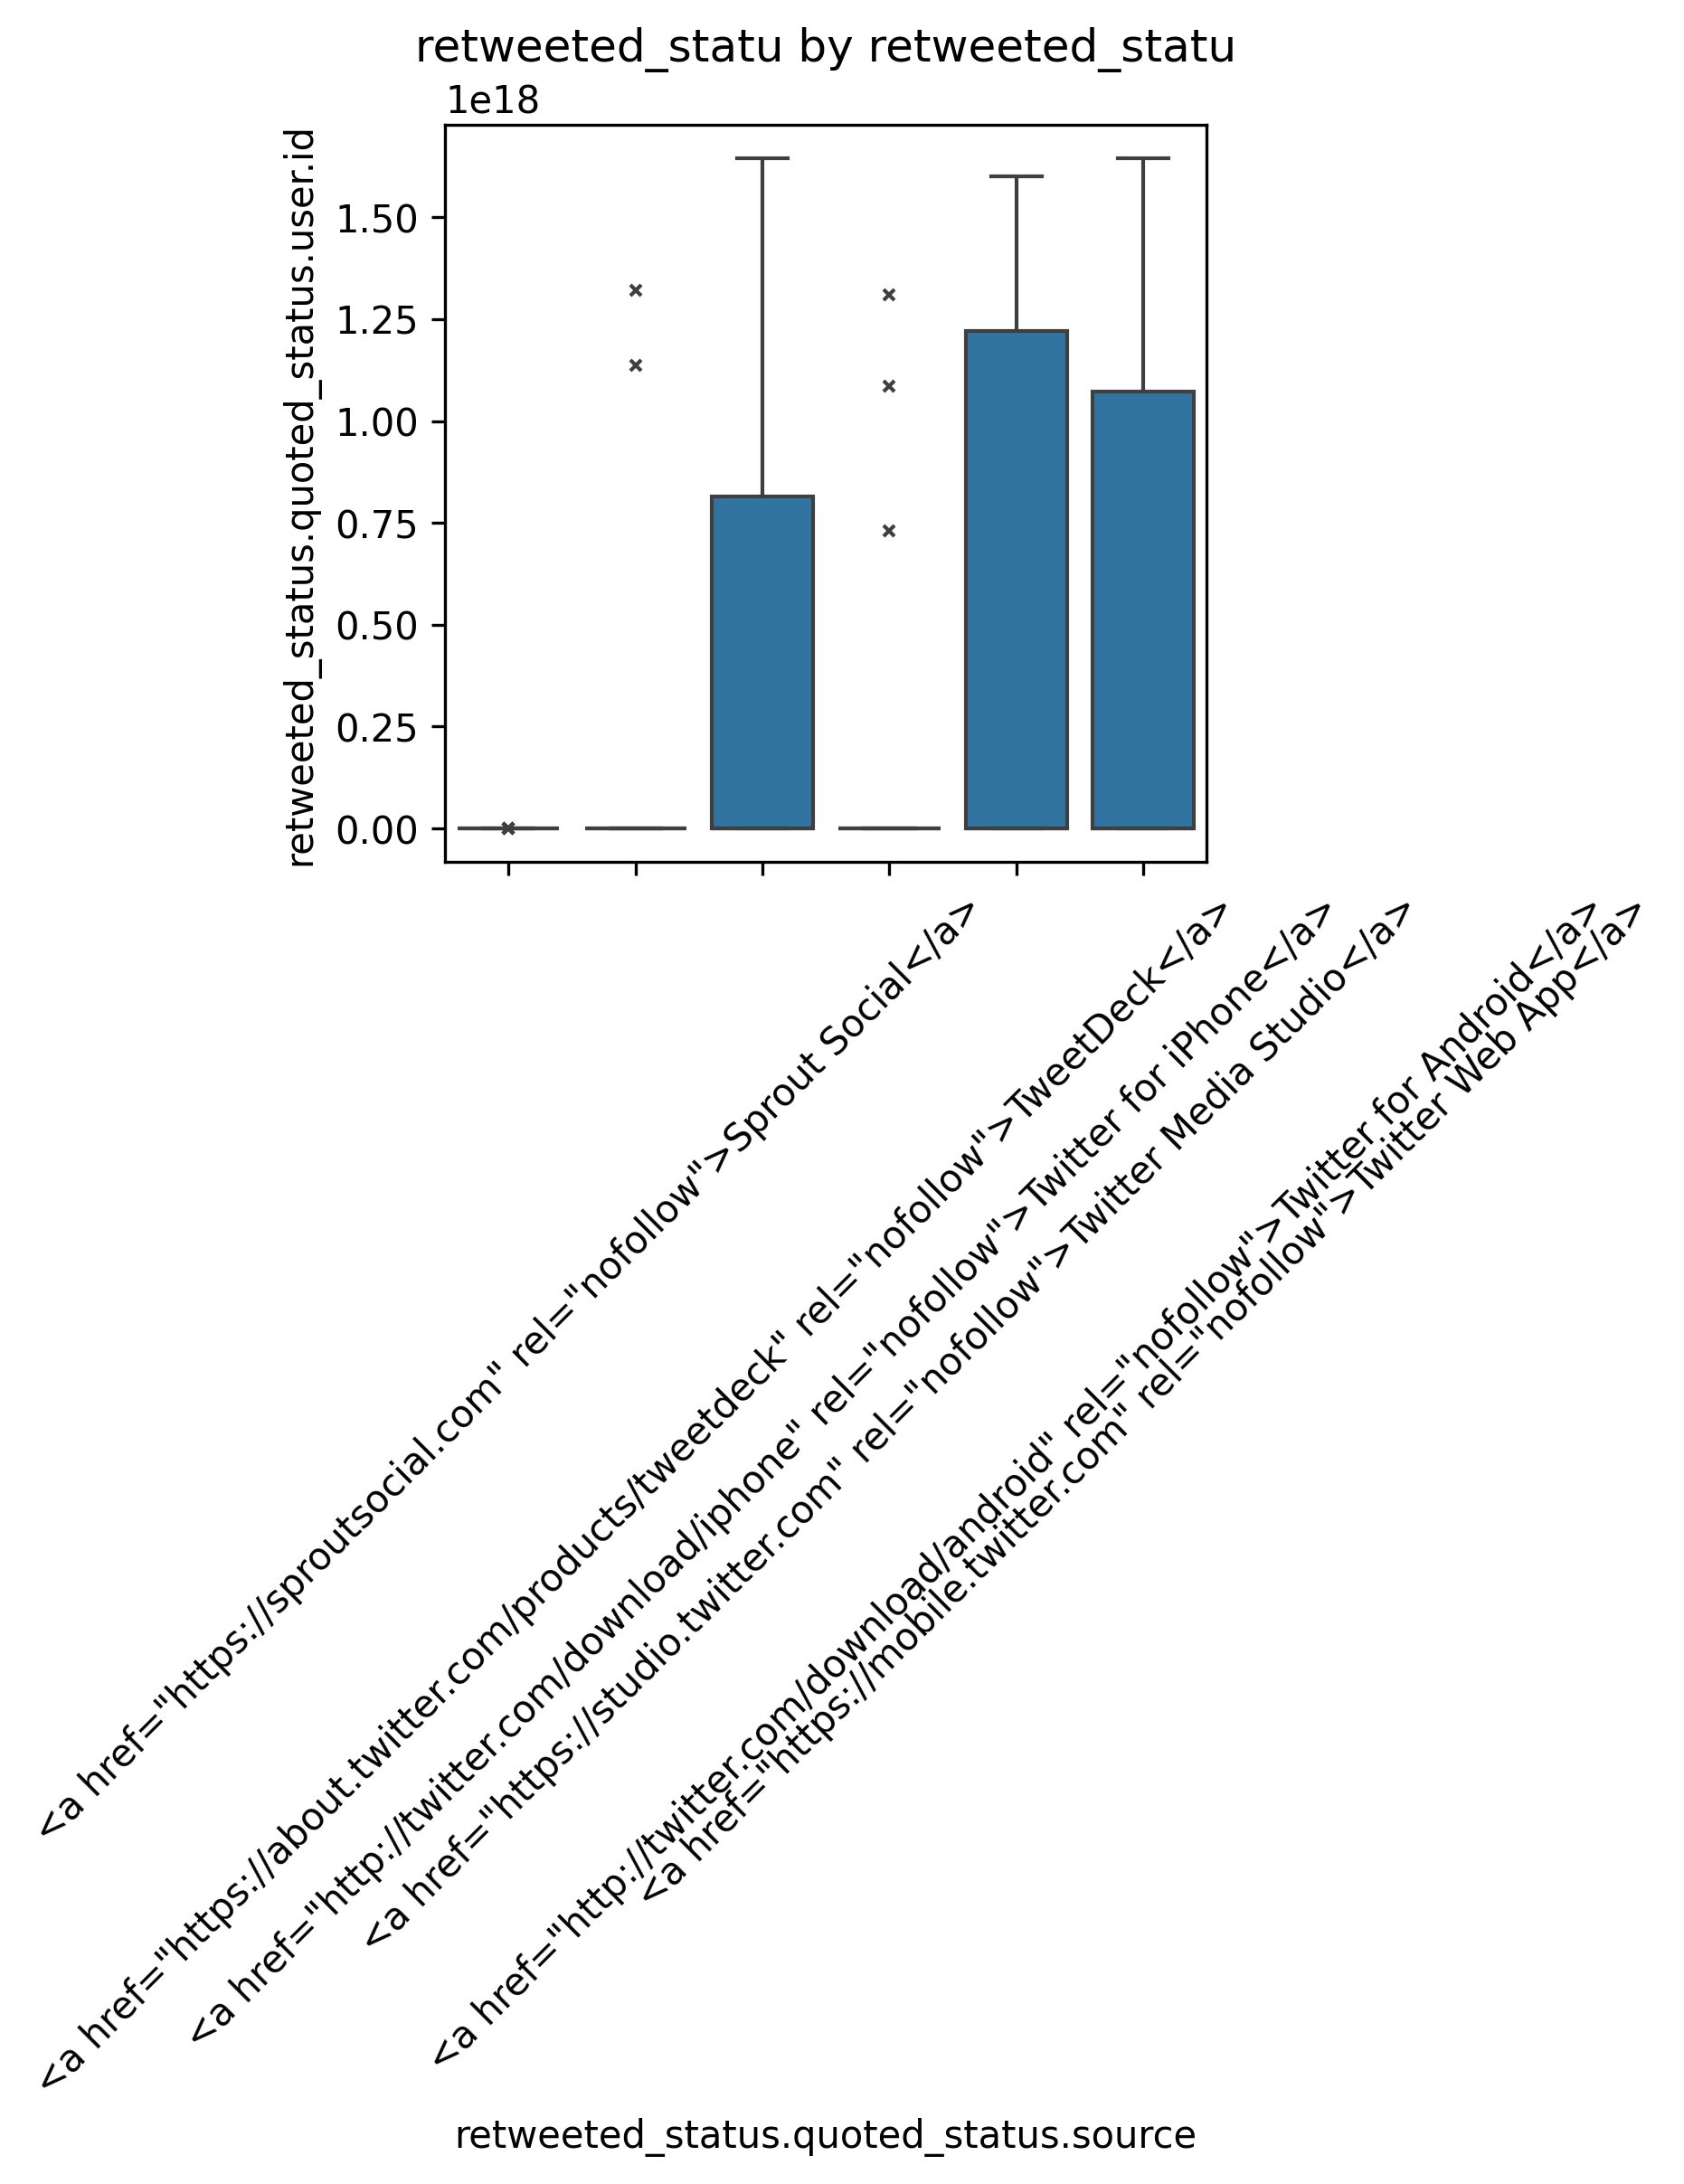 retweeted_statu by retweeted_statu
1e18
retweeted_status.quoted_status.user.id
1.50
1.25
1.00
0.75
0.50
0.25
0.00
<a href="https://sproutsocial.com" rel="nofollow">Sprout Social</a>
<a href="https://about.twitter.com/products/tweetdeck" rel="nofollow">TweetDeck</a>
<a href="http://twitter.com/download/iphone" rel="nofollow">Twitter for iPhone</a>
<a href="https://studio.twitter.com" rel="nofollow">Twitter Media Studio</a>
<a href="http://twitter.com/download/android" rel="nofollow">Twitter for Android</a>
<a href="https://mobile.twitter.com" rel="nofollow">Twitter Web App</a>
retweeted_status.quoted_status.source